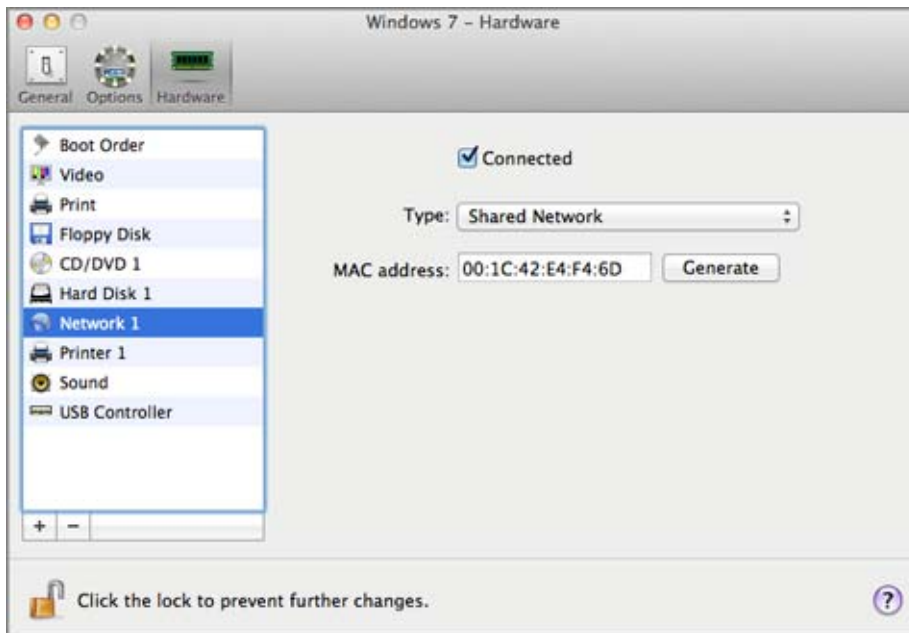 Windows 7 – Hardware
General Options Hardware
Boot Order
Video
Print
Floppy Disk
CD/DVD 1
Hard Disk 1
Network 1
Printer 1
Sound
USB Controller
Connected
Type: Shared Network
MAC address: 00:1C:42:E4:F4:6D Generate
+ −
Click the lock to prevent further changes. ?